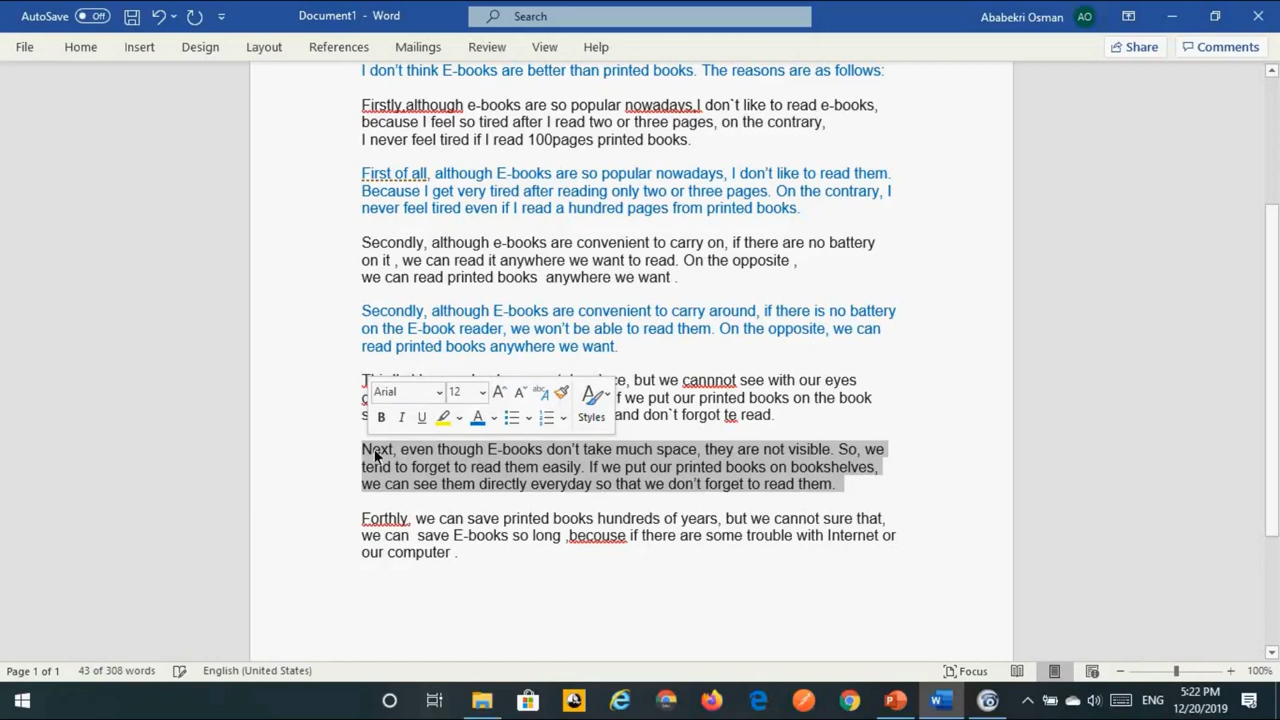 AutoSave Off Document1 - Word Search Ababekri Osman AO
File Home Insert Design Layout References Mailings Review View Help Share Comments
I don't think E-books are better than printed books. The reasons are as follows:
Firstly,although e-books are so popular nowadays,I don`t like to read e-books,
because I feel so tired after I read two or three pages, on the contrary,
I never feel tired if I read 100pages printed books.
First of all, although E-books are so popular nowadays, I don't like to read them.
Because I get very tired after reading only two or three pages. On the contrary, I
never feel tired even if I read a hundred pages from printed books.
Secondly, although e-books are convenient to carry on, if there are no battery
on it , we can read it anywhere we want to read. On the opposite ,
we can read printed books  anywhere we want .
Secondly, although E-books are convenient to carry around, if there is no battery
on the E-book reader, we won't be able to read them. On the opposite, we can
read printed books anywhere we want.
but we cannnot see with our eyes
Arial 12
if we put our printed books on the book
and don`t forgot te read.
Styles
Next, even though E-books don't take much space, they are not visible. So, we
tend to forget to read them easily. If we put our printed books on bookshelves,
we can see them directly everyday so that we don't forget to read them.
Forthly, we can save printed books hundreds of years, but we cannot sure that,
we can  save E-books so long ,becouse if there are some trouble with Internet or
our computer .
Page 1 of 1 43 of 308 words English (United States) Focus 100%
ENG 5:22 PM
12/20/2019